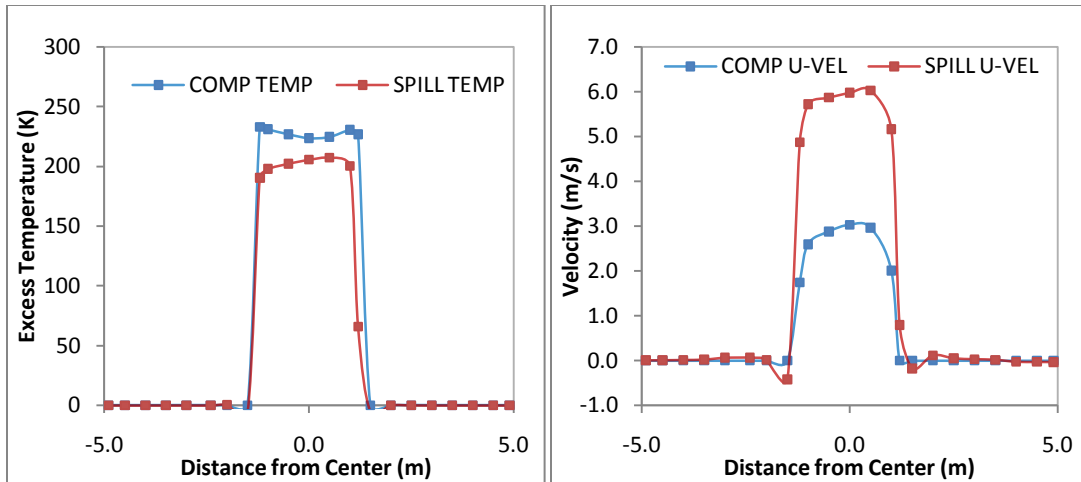 300
250
200
150
100
50
0
Excess Temperature (K)
COMP TEMP
SPILL TEMP
-5.0
0.0
5.0
Distance from Center (m)
7.0
6.0
5.0
4.0
3.0
2.0
1.0
0.0
-1.0
Velocity (m/s)
COMP U-VEL
SPILL U-VEL
-5.0
0.0
5.0
Distance from Center (m)